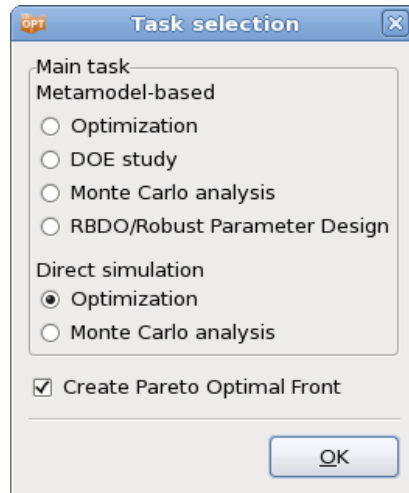 OPT
Task selection
Main task
Metamodel-based
Optimization
DOE study
Monte Carlo analysis
RBDO/Robust Parameter Design
Direct simulation
Optimization
Monte Carlo analysis
Create Pareto Optimal Front
OK